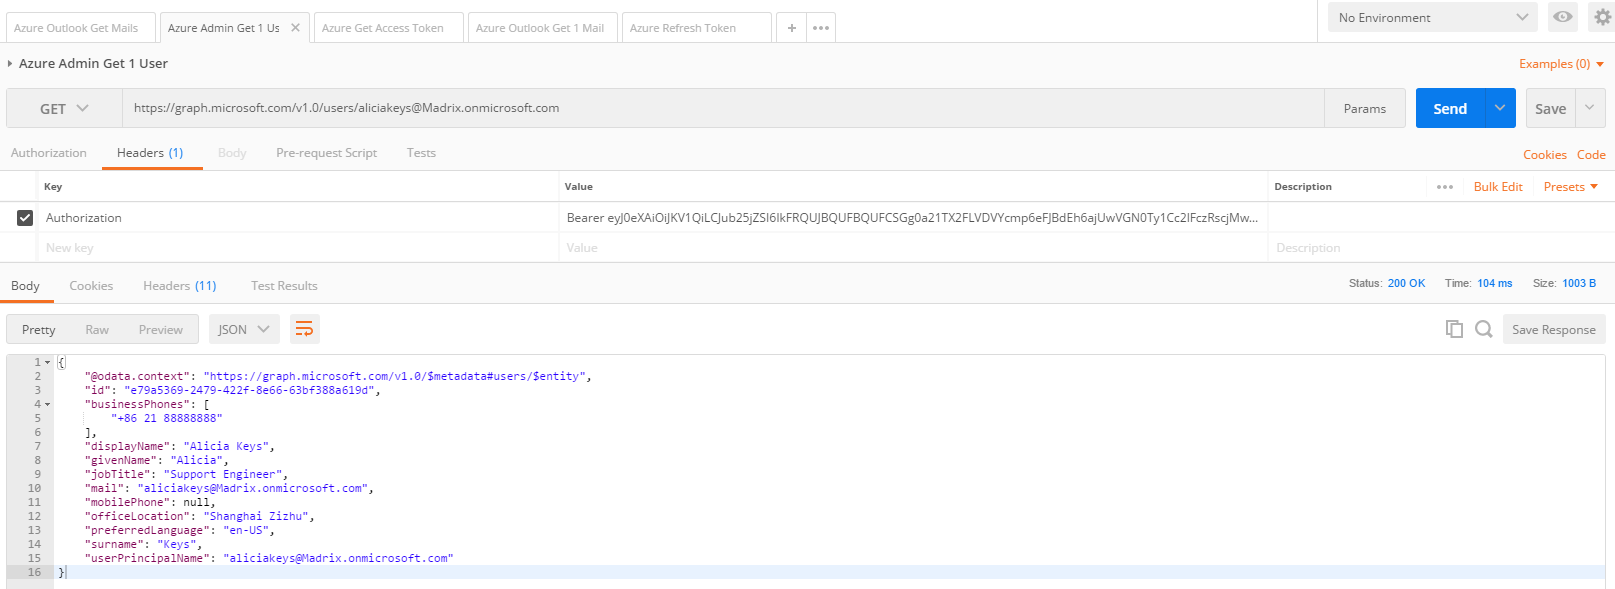 Azure Outlook Get Mails
Azure Admin Get 1 Us
Azure Get Access Token
Azure Outlook Get 1 Mail
Azure Refresh Token
No Environment
Azure Admin Get 1 User
Examples (0)
GET
https://graph.microsoft.com/v1.0/users/aliciakeys@Madrix.onmicrosoft.com
Params
Send
Save
Authorization
Headers (1)
Body
Pre-request Script
Tests
Cookies
Code
Key
Value
Description
Bulk Edit
Presets
Authorization
Bearer eyJ0eXAiOiJKV1QiLCJub25jZSI6IkFRQUJBQUFBQUFCSGg0a21TX2FLVDVYcmp6eFJBdEh6ajUwVGN0Ty1Cc2lFczRscjMw...
New key
Value
Description
Body
Cookies
Headers (11)
Test Results
Status: 200 OK
Time: 104 ms
Size: 1003 B
Pretty
Raw
Preview
JSON
Save Response
1 {
2 "@odata.context": "https://graph.microsoft.com/v1.0/$metadata#users/$entity",
3 "id": "e79a5369-2479-422f-8e66-63bf388a619d",
4 "businessPhones": [
5 "+86 21 88888888"
6 ],
7 "displayName": "Alicia Keys",
8 "givenName": "Alicia",
9 "jobTitle": "Support Engineer",
10 "mail": "aliciakeys@Madrix.onmicrosoft.com",
11 "mobilePhone": null,
12 "officeLocation": "Shanghai Zizhu",
13 "preferredLanguage": "en-US",
14 "surname": "Keys",
15 "userPrincipalName": "aliciakeys@Madrix.onmicrosoft.com"
16 }